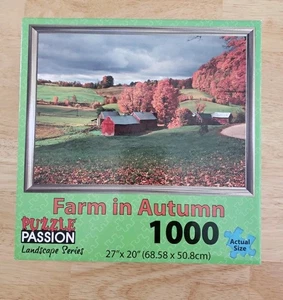 Farm in Autumn
PUZZLE
PASSION
Landscape Series
1000
Actual
Size
27"x 20" (68.58 x 50.8cm)